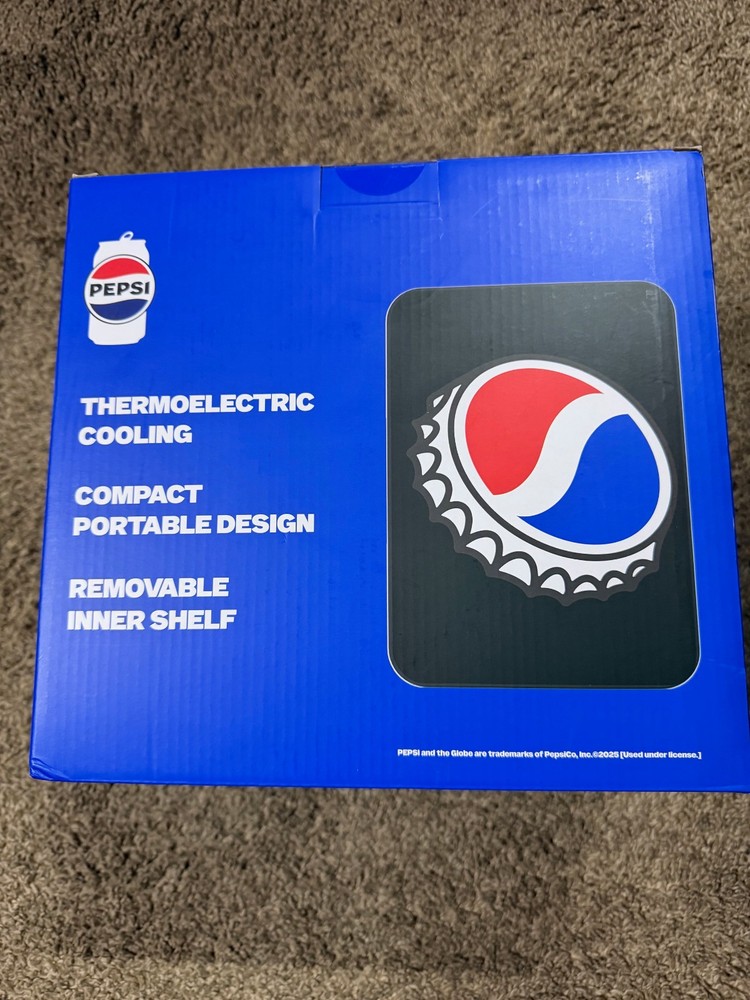 PEPSI
THERMOELECTRIC
COOLING
COMPACT
PORTABLE DESIGN
REMOVABLE
INNER SHELF
PEPSI and the Globe are trademarks of PepsiCo, Inc.©2025 [Used under license.]